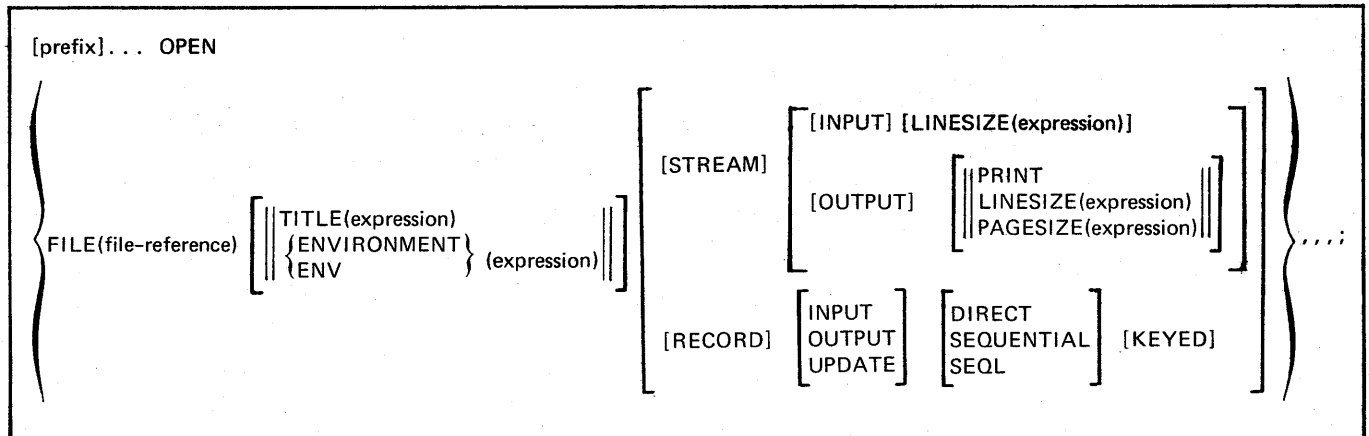 [prefix]... OPEN
[INPUT] [LINESIZE(expression)]
[STREAM]
PRINT
[OUTPUT] LINESIZE(expression)
PAGESIZE(expression)
FILE(file-reference) TITLE(expression)
{ENVIRONMENT
ENV} (expression)
,...;
INPUT DIRECT
[RECORD] OUTPUT SEQUENTIAL [KEYED]
UPDATE SEQL